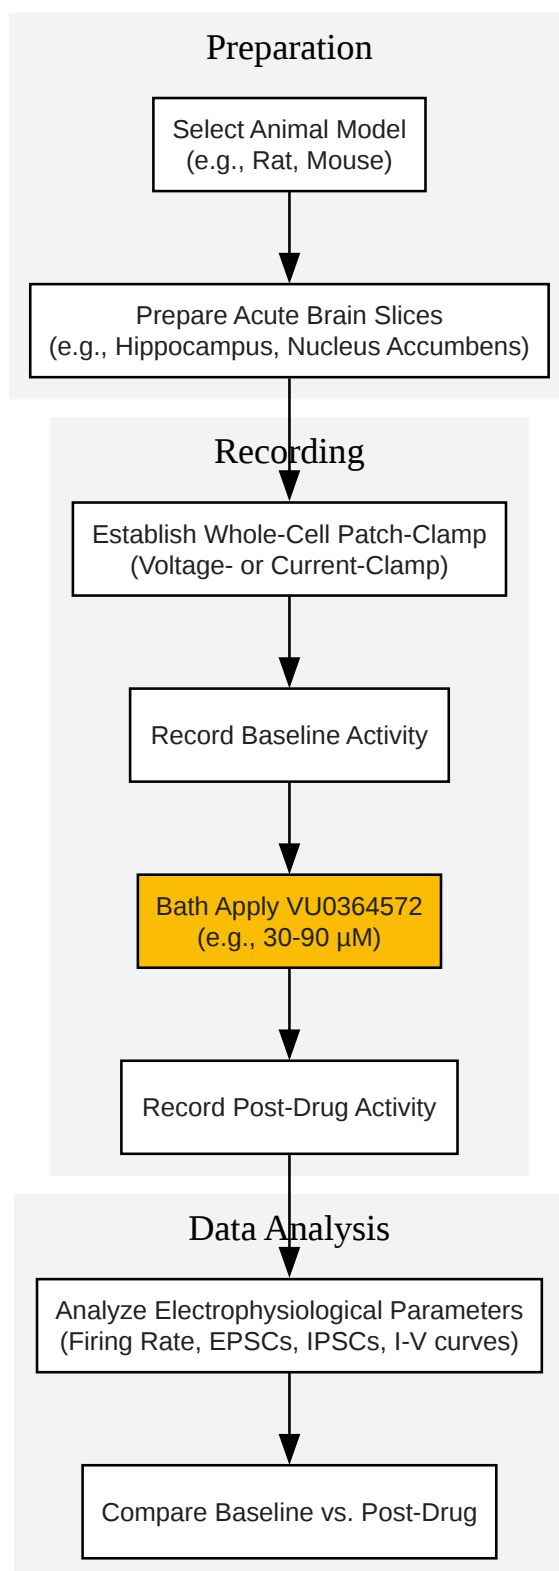 Preparation
Select Animal Model
(e.g., Rat, Mouse)
Prepare Acute Brain Slices
(e.g., Hippocampus, Nucleus Accumbens)
Recording
Establish Whole-Cell Patch-Clamp
(Voltage- or Current-Clamp)
Record Baseline Activity
Bath Apply VU0364572
(e.g., 30-90 µM)
Record Post-Drug Activity
Data Analysis
Analyze Electrophysiological Parameters
(Firing Rate, EPSCs, IPSCs, I-V curves)
Compare Baseline vs. Post-Drug